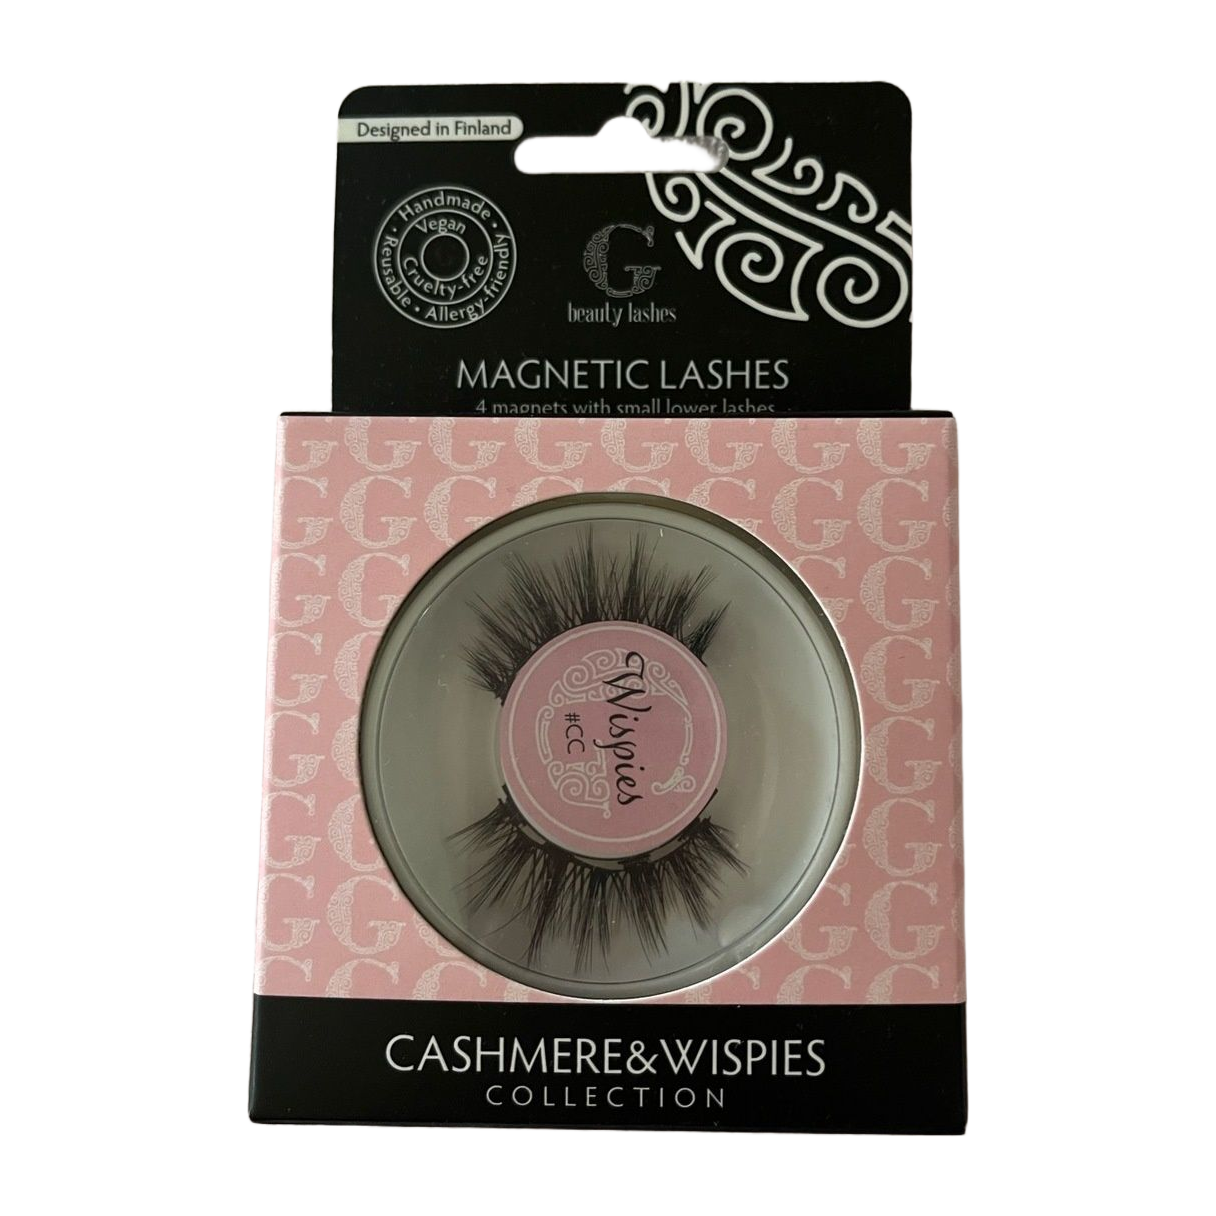 Designed in Finland
Handmade · Allergy-friendly · Reusable ·
Vegan
Cruelty-free
G
beauty lashes
MAGNETIC LASHES
4 magnets with small lower lashes
Wispies
#CC
CASHMERE&WISPIES
COLLECTION